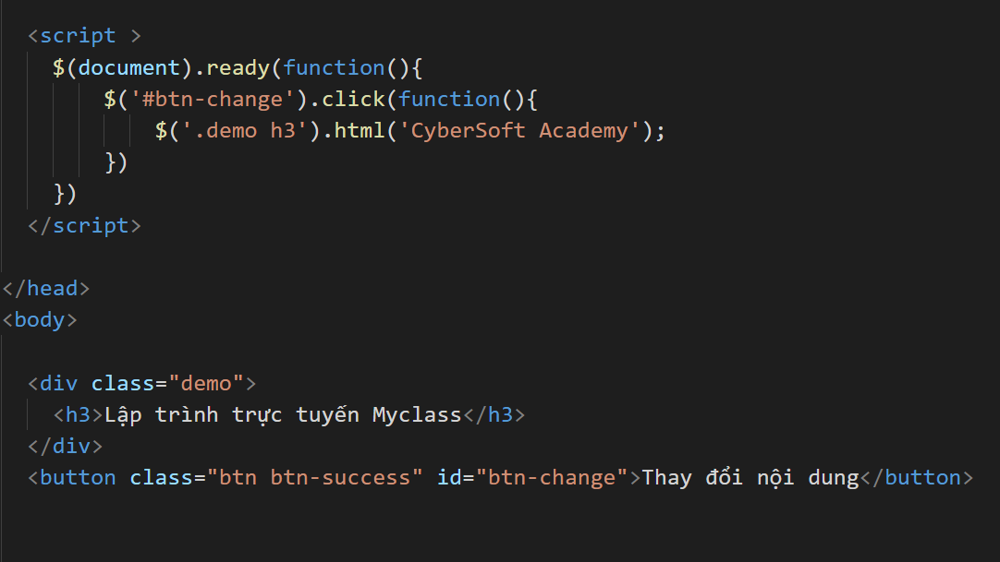 <script >
$(document).ready(function(){
$('#btn-change').click(function(){
$('.demo h3').html('CyberSoft Academy');
})
})
</script>
</head>
<body>
<div class="demo">
<h3>Lập trình trực tuyến Myclass</h3>
</div>
<button class="btn btn-success" id="btn-change">Thay đổi nội dung</button>